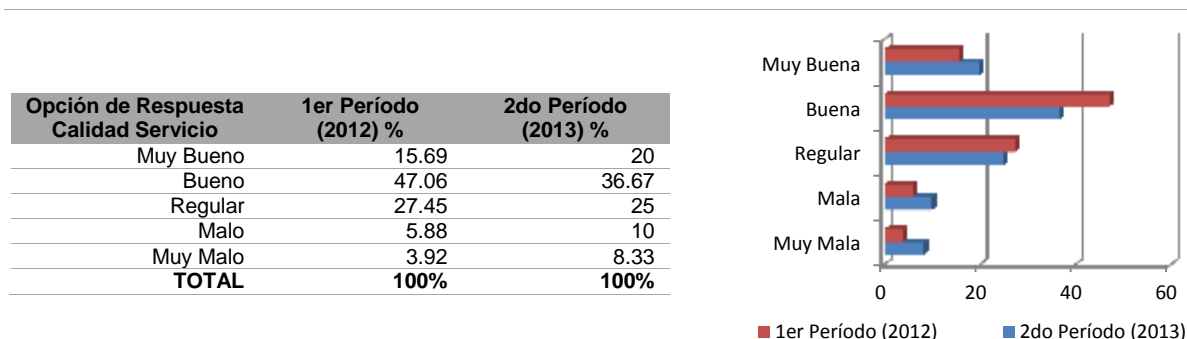 Opción de Respuesta 1er Período 2do Período
Calidad Servicio (2012) % (2013) %
Muy Bueno 15.69 20
Bueno 47.06 36.67
Regular 27.45 25
Malo 5.88 10
Muy Malo 3.92 8.33
TOTAL 100% 100%
Muy Buena
Buena
Regular
Mala
Muy Mala
0 20 40 60
1er Período (2012) 2do Período (2013)